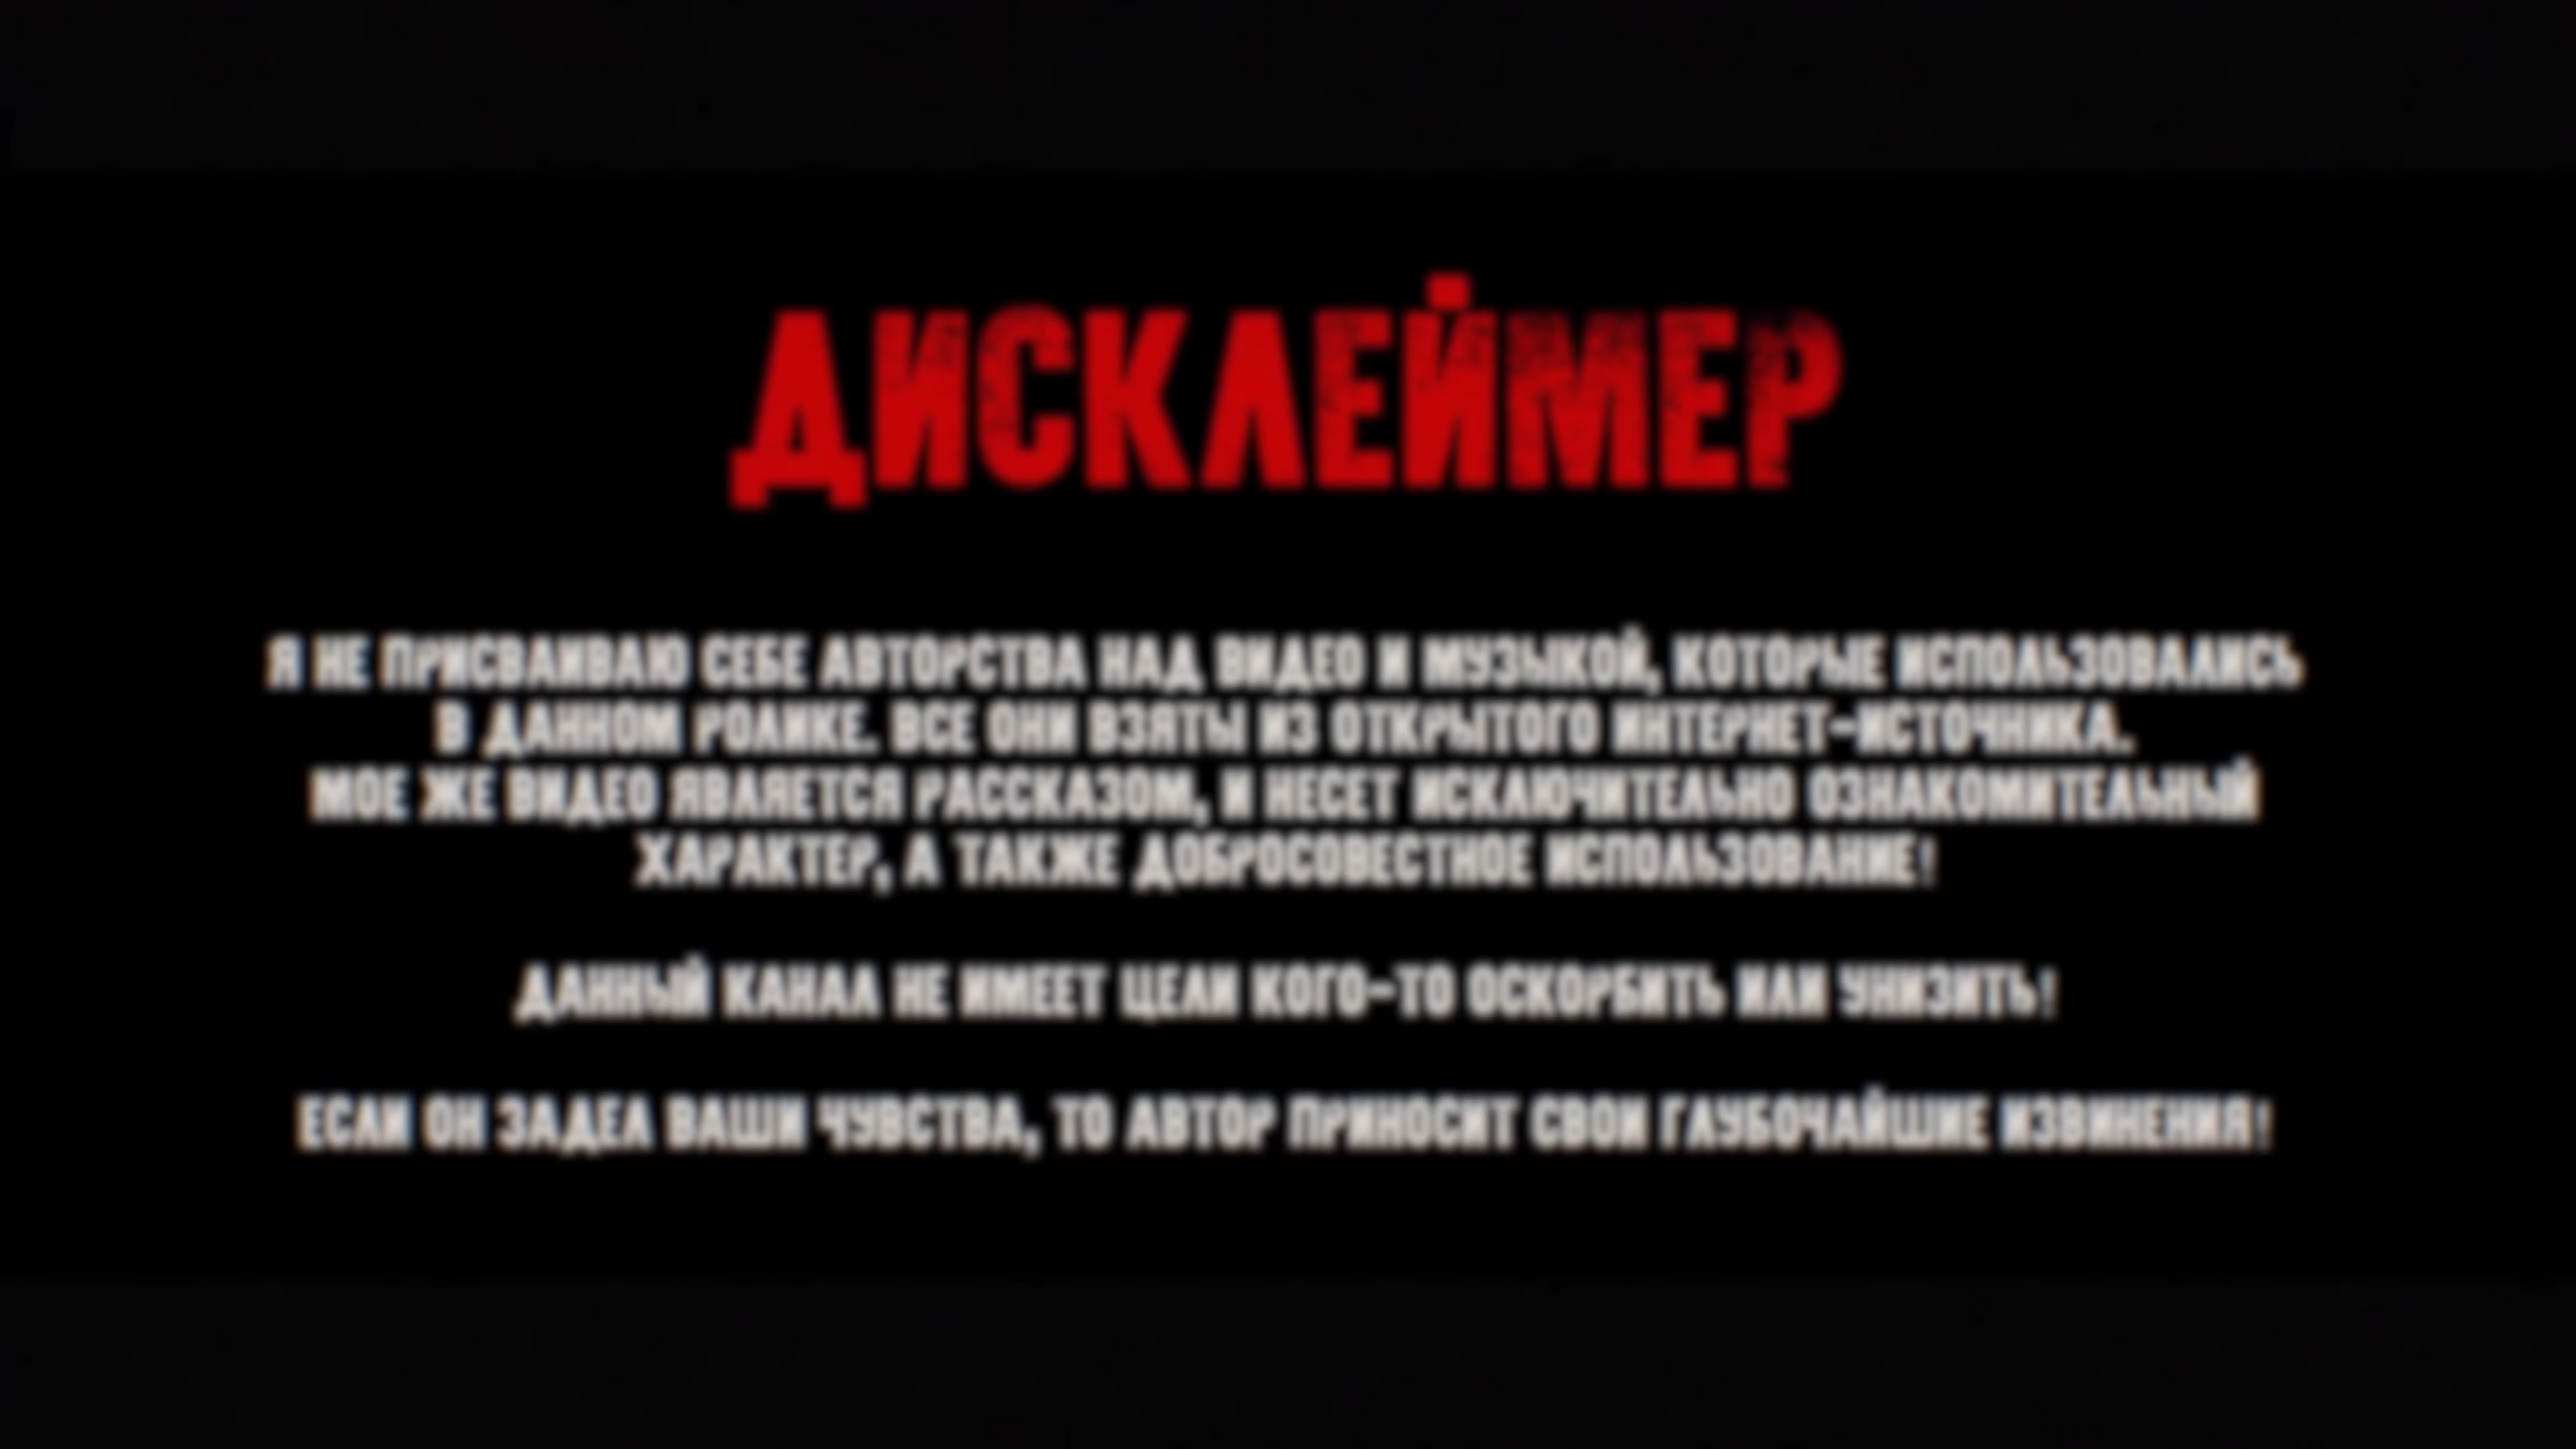 ДИСКЛЕЙМЕР
Я НЕ ПРИСВАИВАЮ СЕБЕ АВТОРСТВА НАД ВИДЕО И МУЗЫКОЙ, КОТОРЫЕ ИСПОЛЬЗОВАЛИСЬ
В ДАННОМ РОЛИКЕ. ВСЕ ОНИ ВЗЯТЫ ИЗ ОТКРЫТОГО ИНТЕРНЕТ-ИСТОЧНИКА.
МОЕ ЖЕ ВИДЕО ЯВЛЯЕТСЯ РАССКАЗОМ, И НЕСЕТ ИСКЛЮЧИТЕЛЬНО ОЗНАКОМИТЕЛЬНЫЙ
ХАРАКТЕР, А ТАКЖЕ ДОБРОСОВЕСТНОЕ ИСПОЛЬЗОВАНИЕ!
ДАННЫЙ КАНАЛ НЕ ИМЕЕТ ЦЕЛИ КОГО-ТО ОСКОРБИТЬ ИЛИ УНИЗИТЬ!
ЕСЛИ ОН ЗАДЕЛ ВАШИ ЧУВСТВА, ТО АВТОР ПРИНОСИТ СВОИ ГЛУБОЧАЙШИЕ ИЗВИНЕНИЯ!